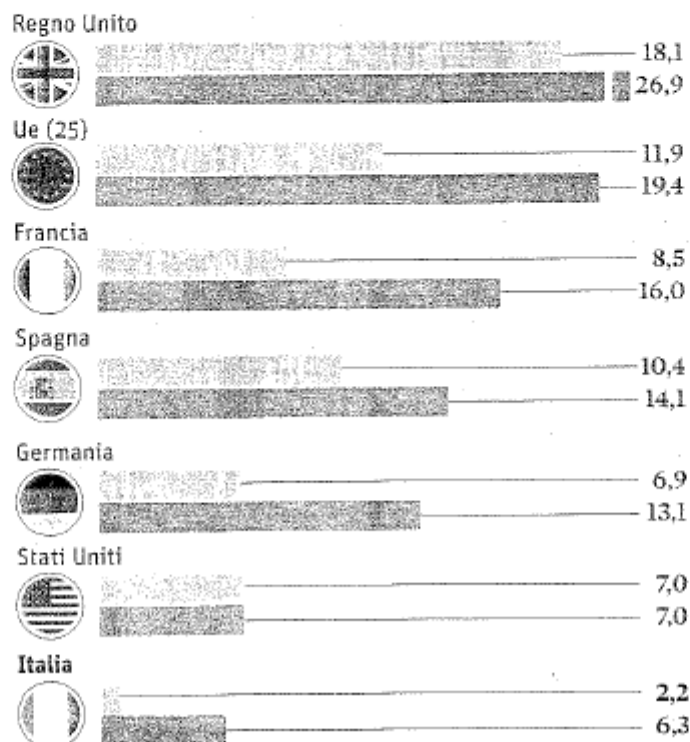 Regno Unito
18,1
26,9
Ue (25)
11,9
19,4
Francia
8,5
16,0
Spagna
10,4
14,1
Germania
6,9
13,1
Stati Uniti
7,0
7,0
Italia
2,2
6,3